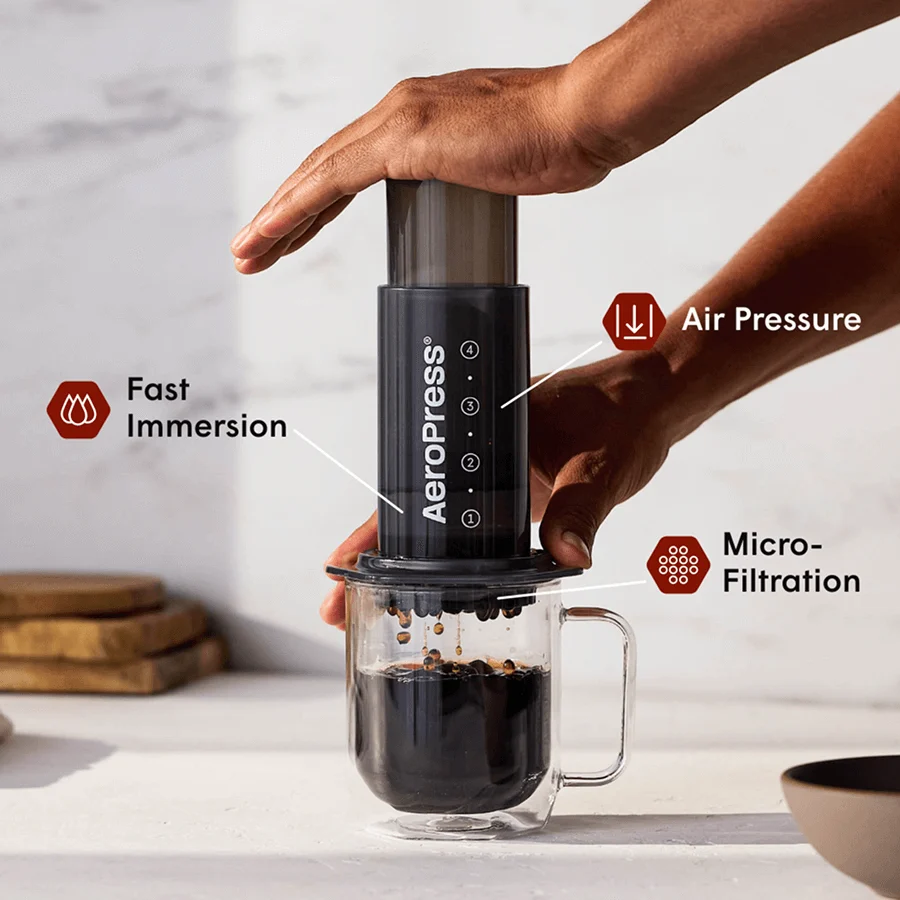 Air Pressure
Fast
Immersion
AeroPress®
4
3
2
1
Micro-
Filtration